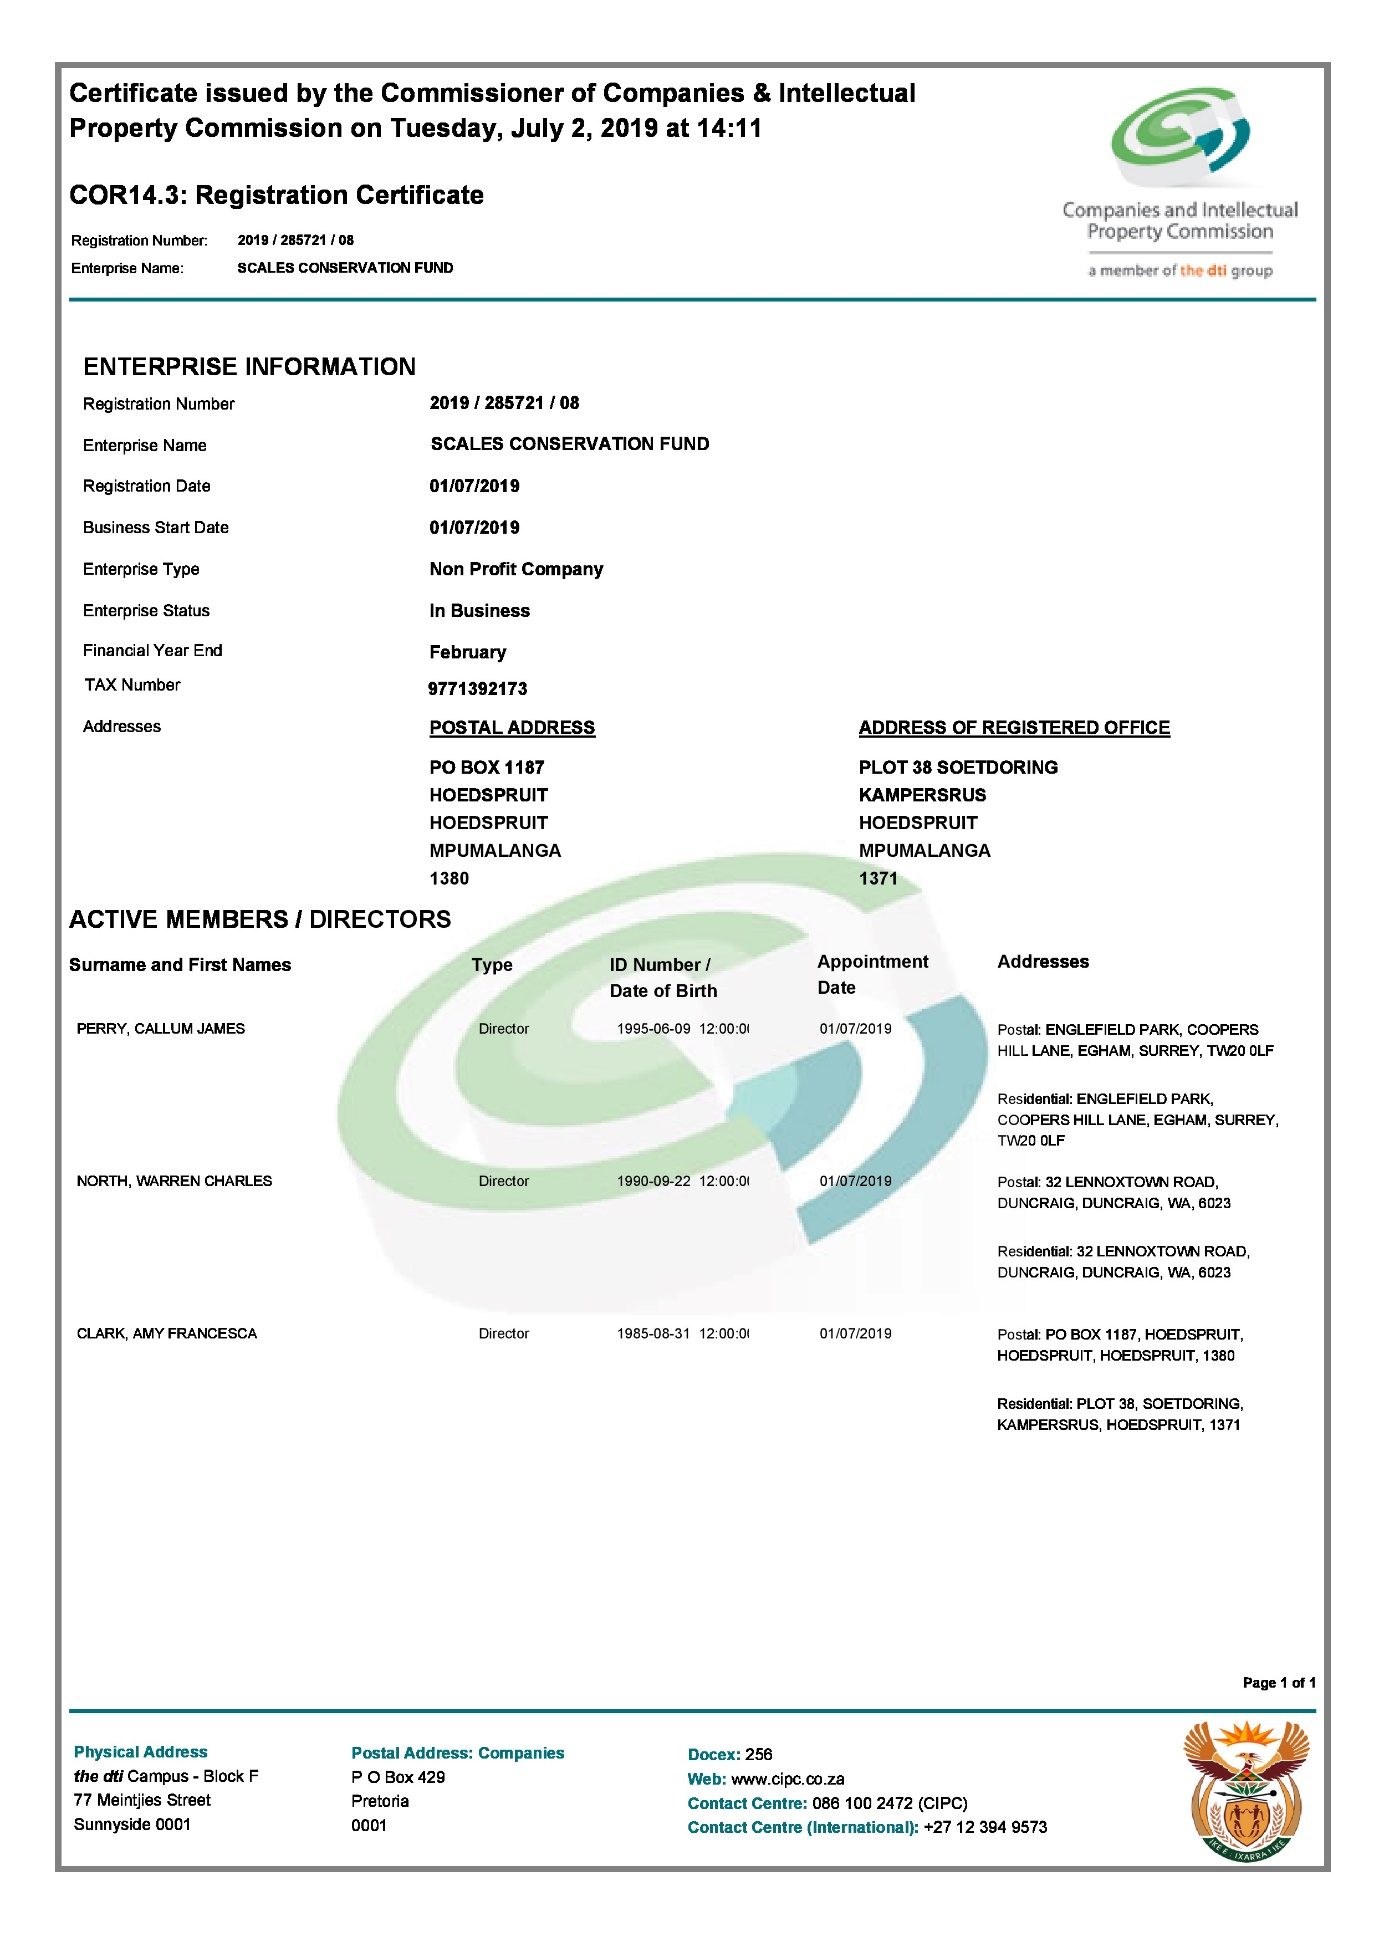 Certificate issued by the Commissioner of Companies & Intellectual
Property Commission on Tuesday, July 2, 2019 at 14:11
COR14.3: Registration Certificate
Registration Number: 2019 / 285721 / 08
Enterprise Name: SCALES CONSERVATION FUND
Companies and Intellectual
Property Commission
a member of the dti group
ENTERPRISE INFORMATION
Registration Number 2019 / 285721 / 08
Enterprise Name SCALES CONSERVATION FUND
Registration Date 01/07/2019
Business Start Date 01/07/2019
Enterprise Type Non Profit Company
Enterprise Status In Business
Financial Year End February
TAX Number 9771392173
Addresses POSTAL ADDRESS ADDRESS OF REGISTERED OFFICE
PO BOX 1187 PLOT 38 SOETDORING
HOEDSPRUIT KAMPERSRUS
HOEDSPRUIT HOEDSPRUIT
MPUMALANGA MPUMALANGA
1380 1371
ACTIVE MEMBERS / DIRECTORS
Surname and First Names Type ID Number / Appointment Addresses
Date of Birth Date
PERRY, CALLUM JAMES Director 1995-06-09 12:00:00 01/07/2019 Postal: ENGLEFIELD PARK, COOPERS
HILL LANE, EGHAM, SURREY, TW20 0LF
Residential: ENGLEFIELD PARK,
COOPERS HILL LANE, EGHAM, SURREY,
TW20 0LF
NORTH, WARREN CHARLES Director 1990-09-22 12:00:00 01/07/2019 Postal: 32 LENNOXTOWN ROAD,
DUNCRAIG, DUNCRAIG, WA, 6023
Residential: 32 LENNOXTOWN ROAD,
DUNCRAIG, DUNCRAIG, WA, 6023
CLARK, AMY FRANCESCA Director 1985-08-31 12:00:00 01/07/2019 Postal: PO BOX 1187, HOEDSPRUIT,
HOEDSPRUIT, HOEDSPRUIT, 1380
Residential: PLOT 38, SOETDORING,
KAMPERSRUS, HOEDSPRUIT, 1371
Page 1 of 1
Physical Address
the dti Campus - Block F
77 Meintjies Street
Sunnyside 0001
Postal Address: Companies
P O Box 429
Pretoria
0001
Docex: 256
Web: www.cipc.co.za
Contact Centre: 086 100 2472 (CIPC)
Contact Centre (International): +27 12 394 9573